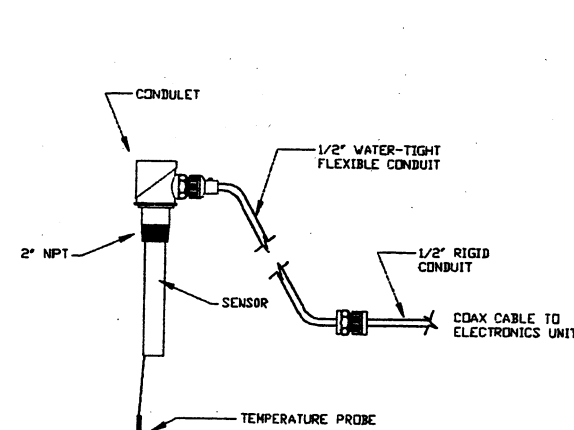 CONDULET
1/2" WATER-TIGHT
FLEXIBLE CONDUIT
2" NPT
1/2" RIGID
CONDUIT
SENSOR
COAX CABLE TO
ELECTRONICS UNIT
TEMPERATURE PROBE